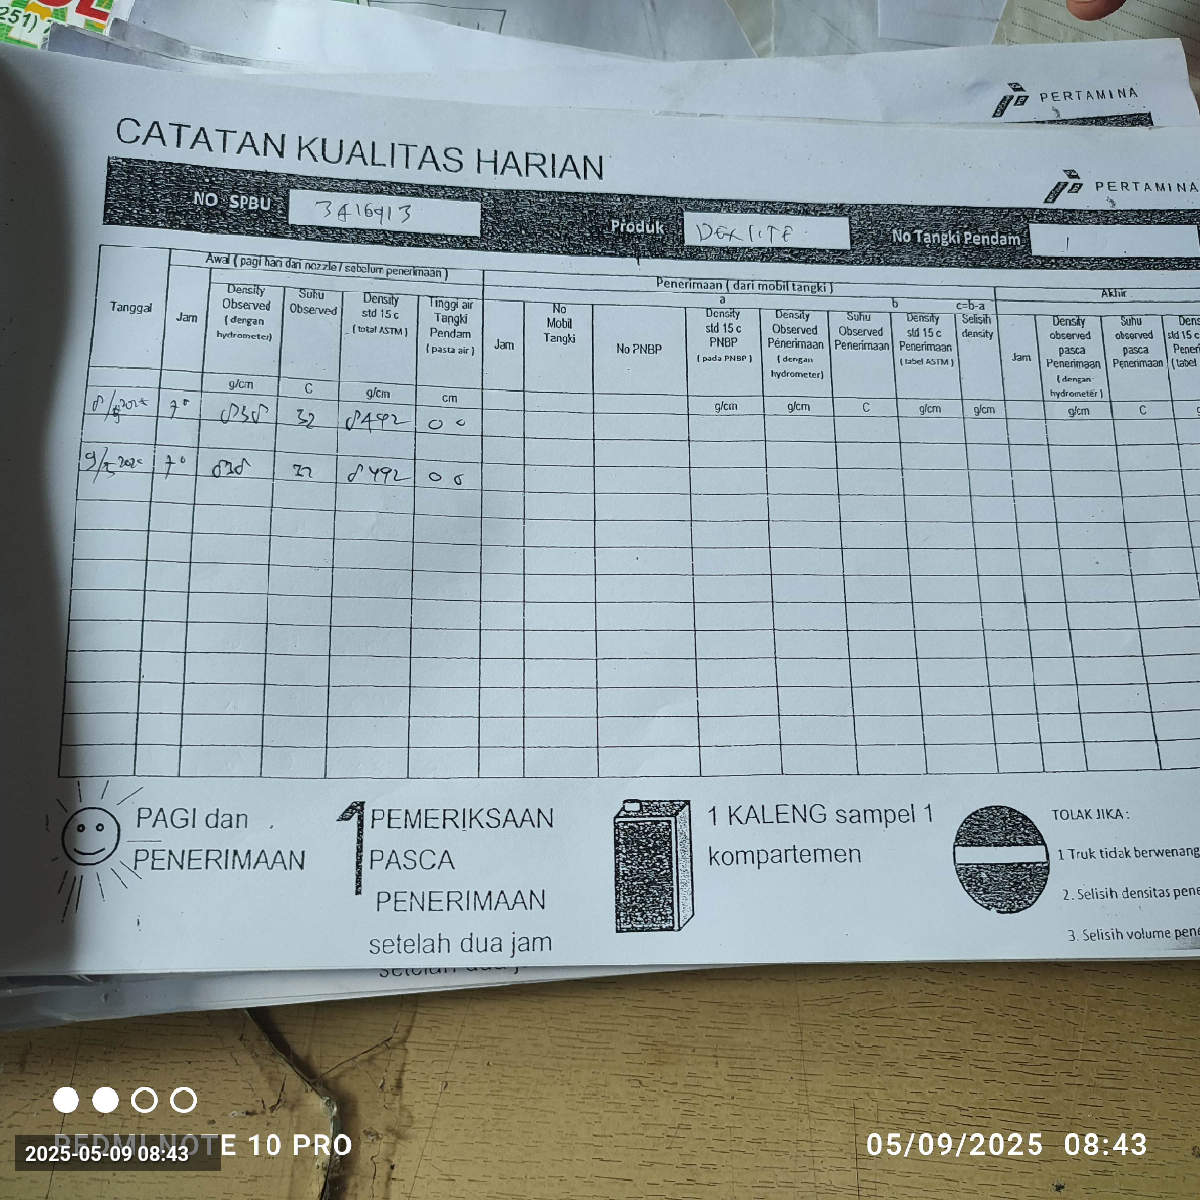 251)
PERTAMINA
CATATAN KUALITAS HARIAN
PERTAMINA
NO SPBU 3416913 Produk DEXLITE No Tangki Pendam 1
Awal ( pagi hari dari nozzle / sebelum penerimaan )
Penerimaan ( dari mobil tangki )
Akhir
a b c=b-a
Tanggal
Jam
Density Observed ( dengan hydrometer)
Suhu Observed
Density std 15 c ( total ASTM )
Tinggi air Tangki Pendam ( pasta air )
Jam
No Mobil Tangki
No PNBP
Density std 15 c PNBP ( pada PNBP )
Density Observed Penerimaan ( dengan hydrometer)
Suhu Observed Penerimaan
Density std 15 c Penerimaan ( tabel ASTM )
Selisih density
Jam
Density observed pasca Penerimaan ( dengan hydrometer )
Suhu observed pasca Penerimaan
Dens std 15 Pener ( tabel
g/cm C g/cm cm g/cm g/cm C g/cm g/cm g/cm C
8/5 2025 7° 838 32 8492 0 0
9/5 2025 7° 838 32 8492 0 0
PAGI dan
PENERIMAAN
1 PEMERIKSAAN
PASCA
PENERIMAAN
setelah dua jam
1 KALENG sampel 1
kompartemen
TOLAK JIKA :
1 Truk tidak berwenang
2. Selisih densitas pene
3. Selisih volume pene
setelah dua j
REDMI NOTE 10 PRO
2025-05-09 08:43
05/09/2025 08:43